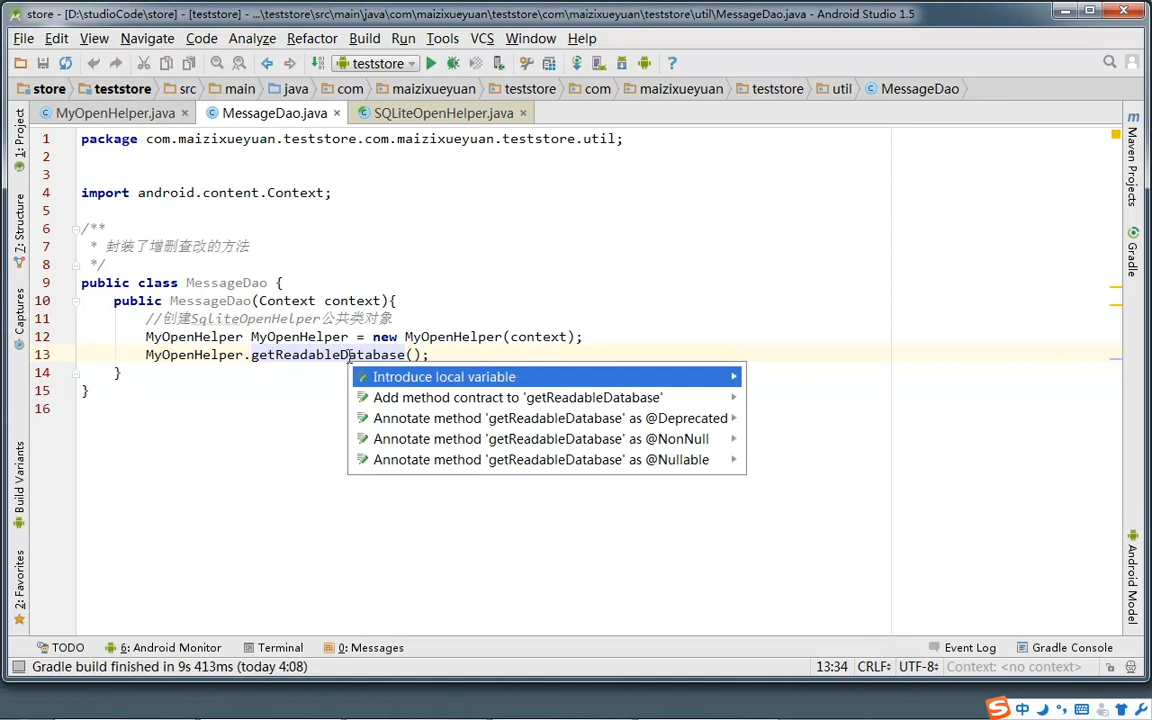 store - [D:\studioCode\store] - [teststore] - ...\teststore\src\main\java\com\maizixueyuan\teststore\com\maizixueyuan\teststore\util\MessageDao.java - Android Studio 1.5
File Edit View Navigate Code Analyze Refactor Build Run Tools VCS Window Help
teststore
store teststore src main java com maizixueyuan teststore com maizixueyuan teststore util MessageDao
MyOpenHelper.java MessageDao.java SQLiteOpenHelper.java
1 package com.maizixueyuan.teststore.com.maizixueyuan.teststore.util;
2
3
4 import android.content.Context;
5
6 /**
7 * 封装了增删查改的方法
8 */
9 public class MessageDao {
10 public MessageDao(Context context){
11 //创建SqliteOpenHelper公共类对象
12 MyOpenHelper MyOpenHelper = new MyOpenHelper(context);
13 MyOpenHelper.getReadableDatabase();
14 }
15 }
16
Introduce local variable
Add method contract to 'getReadableDatabase'
Annotate method 'getReadableDatabase' as @Deprecated
Annotate method 'getReadableDatabase' as @NonNull
Annotate method 'getReadableDatabase' as @Nullable
1: Project
7: Structure
Captures
Build Variants
2: Favorites
m
Maven Projects
Gradle
Android Model
TODO 6: Android Monitor Terminal 0: Messages Event Log Gradle Console
Gradle build finished in 9s 413ms (today 4:08) 13:34 CRLF UTF-8 Context: <no context>
S 中